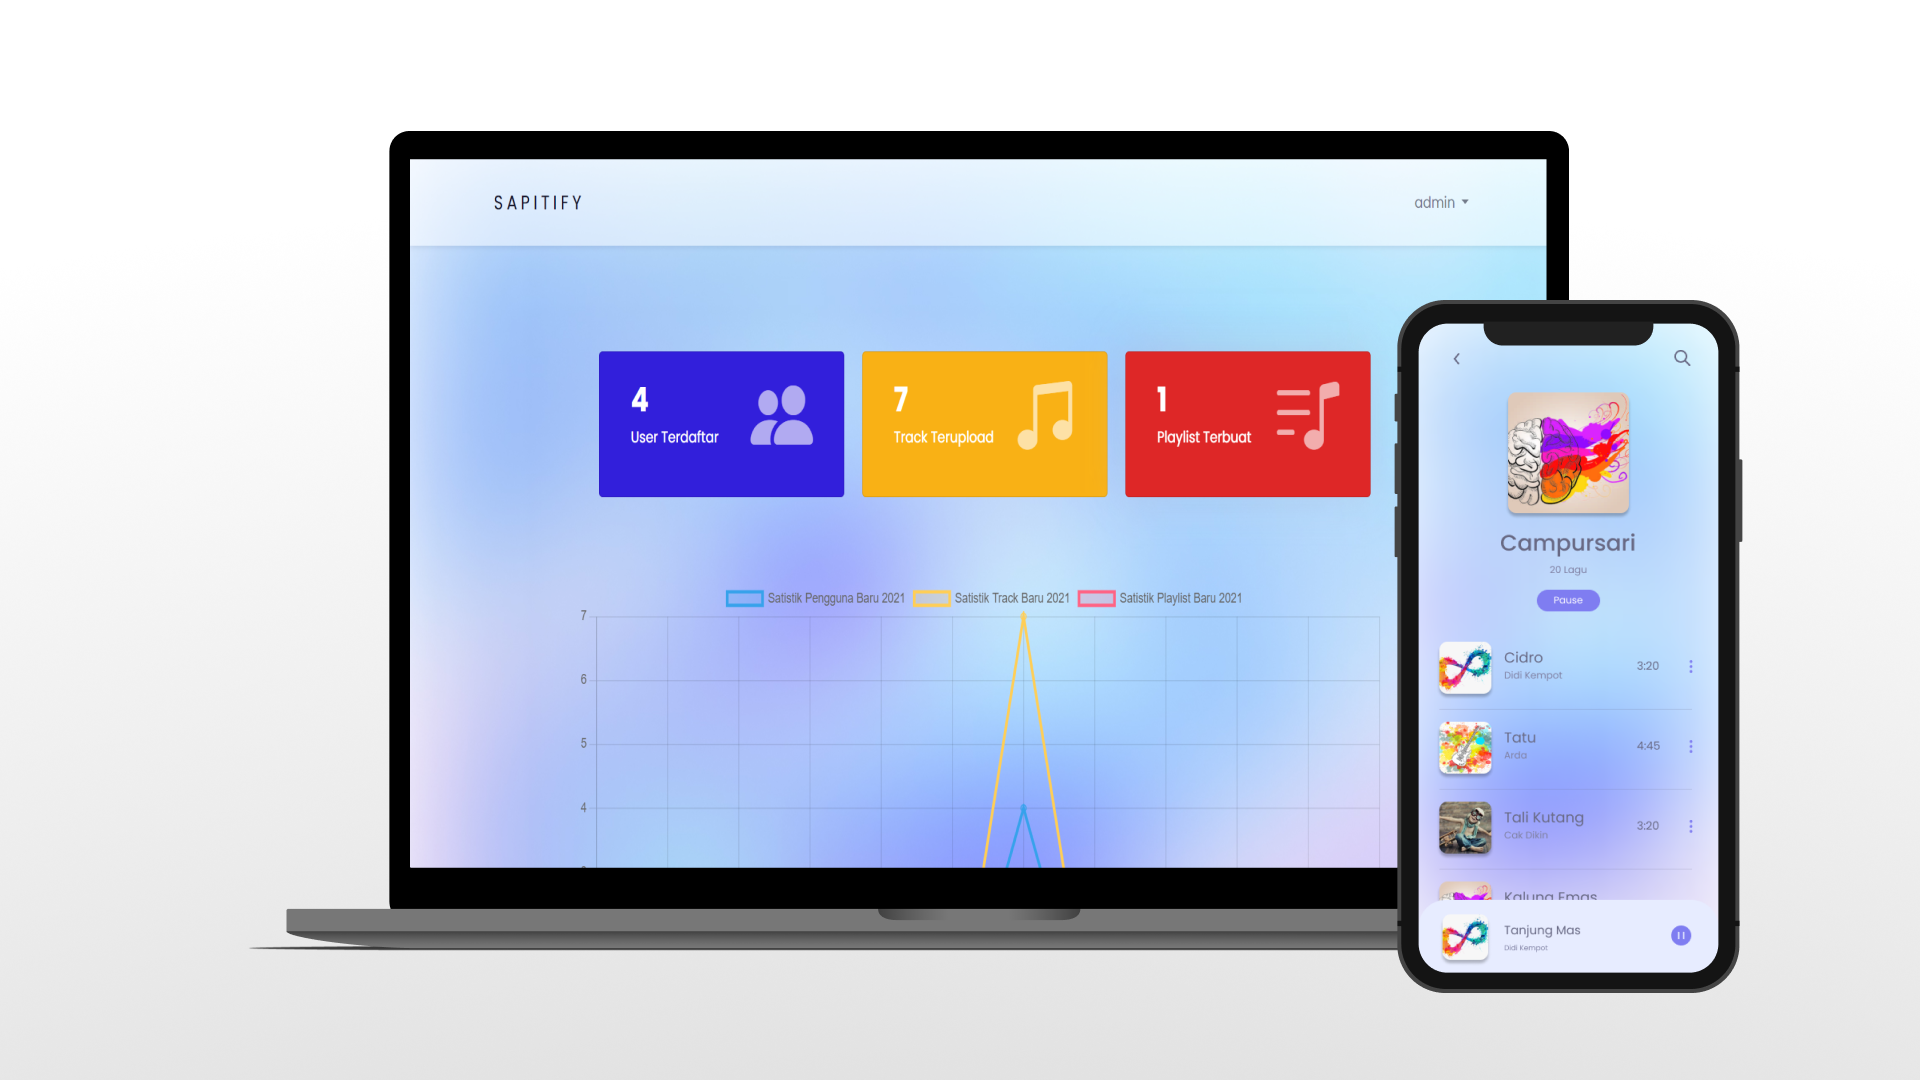 SAPITIFY
admin
4
User Terdaftar
7
Track Terupload
1
Playlist Terbuat
Satistik Pengguna Baru 2021
Satistik Track Baru 2021
Satistik Playlist Baru 2021
7
6
5
4
Campursari
20 Lagu
Pause
Cidro
Didi Kempot
3:20
Tatu
Arda
4:45
Tali Kutang
Cak Dikin
3:20
Kalung Emas
Tanjung Mas
Didi Kempot